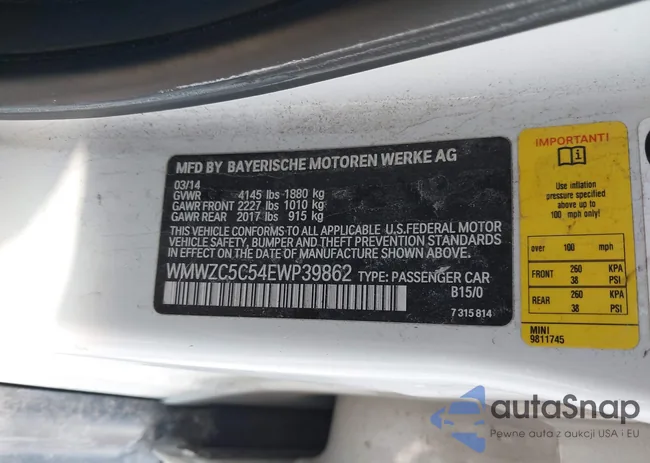 MFD BY BAYERISCHE MOTOREN WERKE AG
03/14
GVWR 4145 lbs 1880 kg
GAWR FRONT 2227 lbs 1010 kg
GAWR REAR 2017 lbs 915 kg
THIS VEHICLE CONFORMS TO ALL APPLICABLE U.S.FEDERAL MOTOR
VEHICLE SAFETY, BUMPER AND THEFT PREVENTION
STANDARDS IN EFFECT ON THE DATE OF MANUFACTURE
SHOWN ABOVE.
WMWZC5C54EWP39862 TYPE: PASSENGER CAR
B15/0
7 315 814
IMPORTANT!
Use inflation
pressure specified
above up to
100 mph only!
over 100 mph
FRONT 260 KPA
38 PSI
REAR 260 KPA
38 PSI
MINI
9811745
autaSnap
Pewne auta z aukcji USA i EU